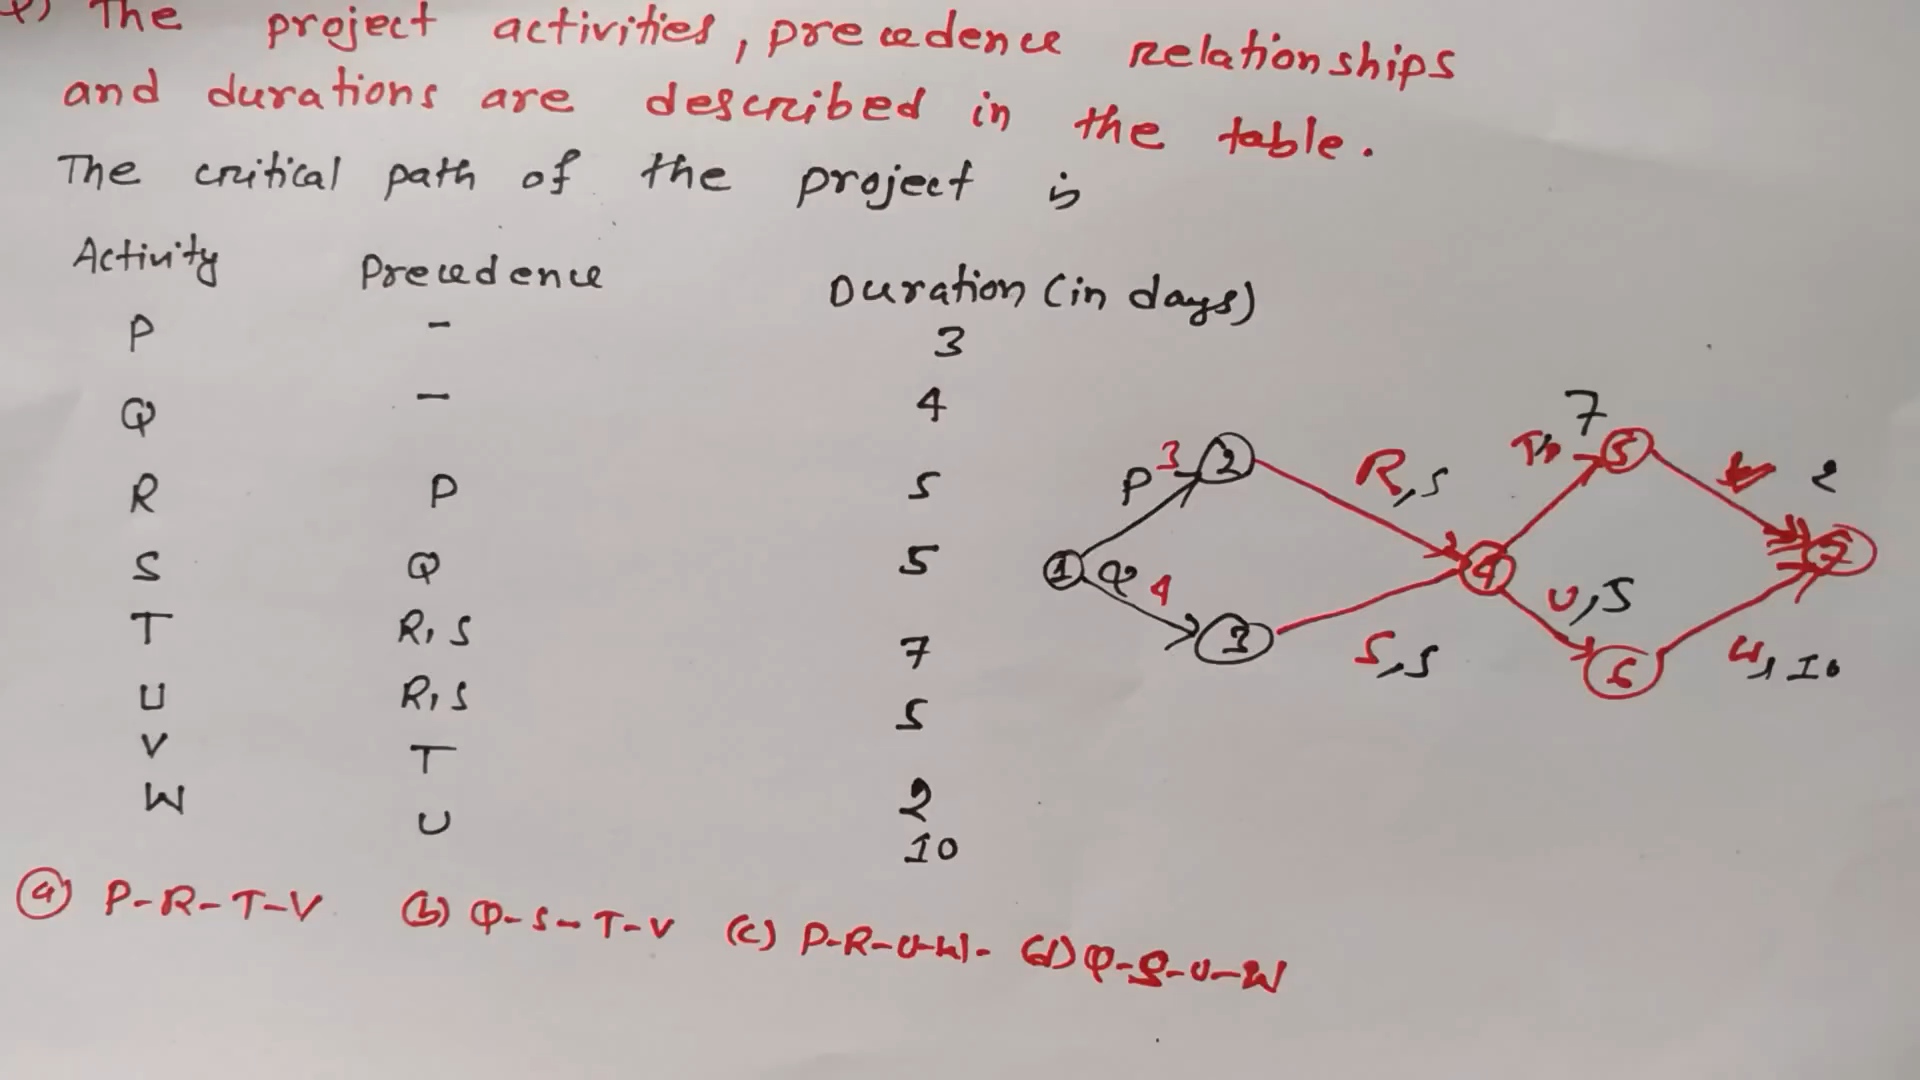 The project activities, precedence relationships
and durations are described in the table.
The critical path of the project is
Activity Precedence Duration (in days)
P - 3
Q - 4
R P 5
S Q 5
T R, S 7
U R, S 5
V T 2
W U 10
(a) P-R-T-V (b) Q-S-T-V (c) P-R-U-W- (d) Q-S-U-W
1
P 3
2
Q 4
3
R, 5
S, 5
4
7
5
2
U, 5
6
10
7